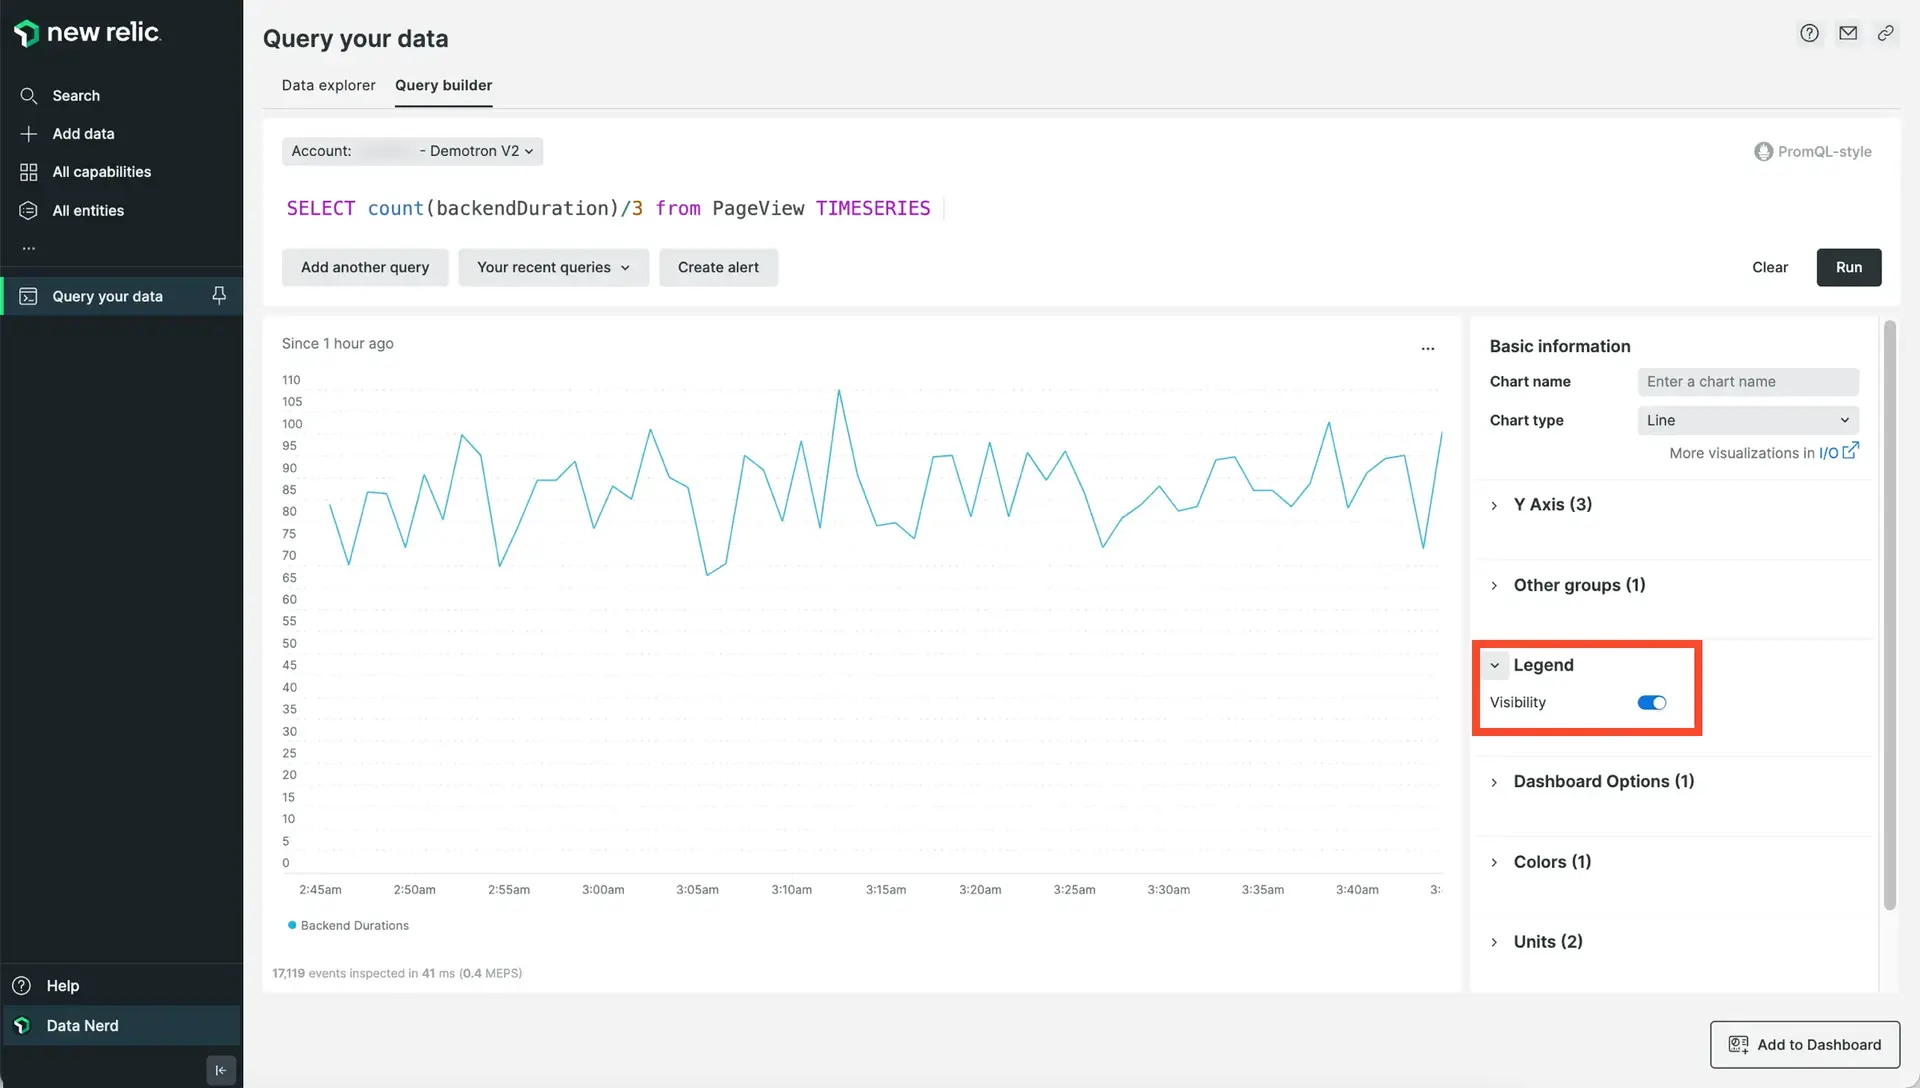 new relic.
Search
Add data
All capabilities
All entities
...
Query your data
Help
Data Nerd
Query your data
Data explorer
Query builder
Account: - Demotron V2
PromQL-style
SELECT count(backendDuration)/3 from PageView TIMESERIES
Add another query
Your recent queries
Create alert
Clear
Run
Since 1 hour ago
...
110
105
100
95
90
85
80
75
70
65
60
55
50
45
40
35
30
25
20
15
10
5
0
2:45am 2:50am 2:55am 3:00am 3:05am 3:10am 3:15am 3:20am 3:25am 3:30am 3:35am 3:40am 3:
Backend Durations
17,119 events inspected in 41 ms (0.4 MEPS)
Basic information
Chart name
Enter a chart name
Chart type
Line
More visualizations in I/O
Y Axis (3)
Other groups (1)
Legend
Visibility
Dashboard Options (1)
Colors (1)
Units (2)
Add to Dashboard